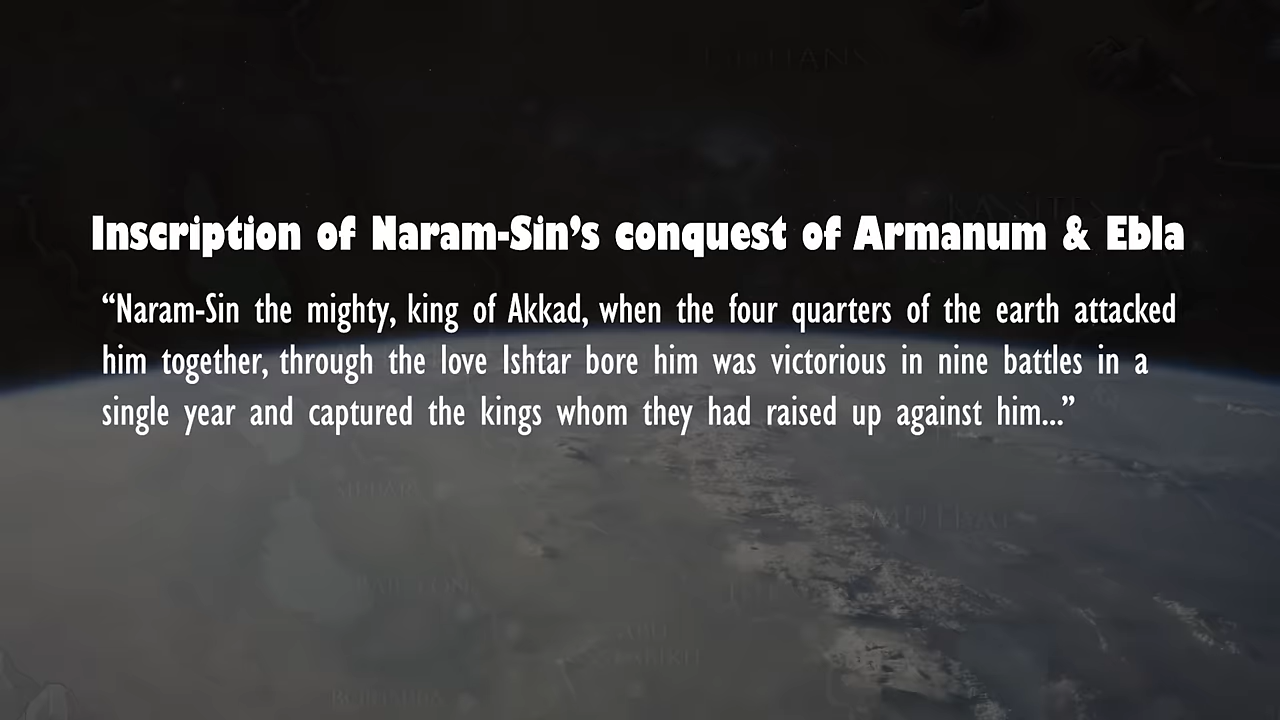 Inscription of Naram-Sin’s conquest of Armanum & Ebla
“Naram-Sin the mighty, king of Akkad, when the four quarters of the earth attacked
him together, through the love Ishtar bore him was victorious in nine battles in a
single year and captured the kings whom they had raised up against him...”